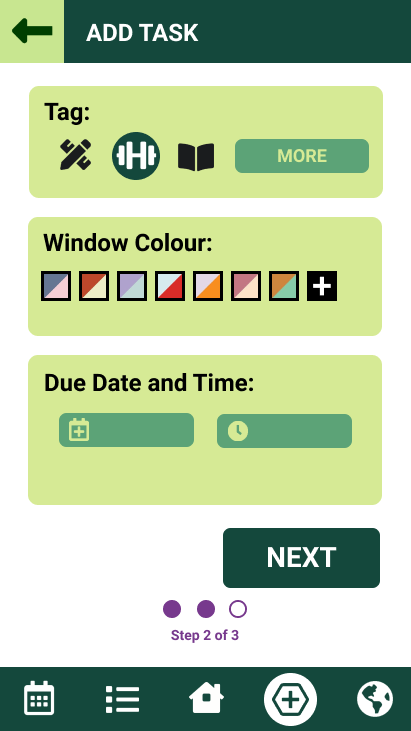 ADD TASK
Tag:
MORE
Window Colour:
Due Date and Time:
NEXT
Step 2 of 3